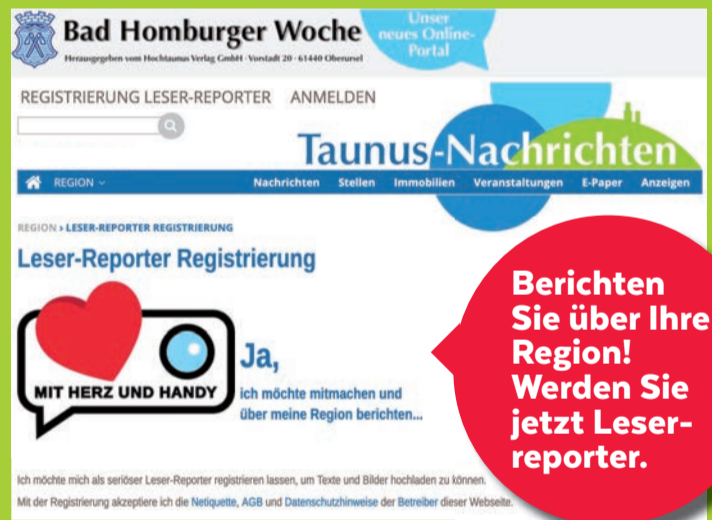 Bad Homburger Woche
Herausgegeben vom Hochtaunus Verlag GmbH · Vorstadt 20 · 61440 Oberursel
Unser
neues Online-
Portal
REGISTRIERUNG LESER-REPORTER ANMELDEN
Taunus-Nachrichten
REGION
Nachrichten Stellen Immobilien Veranstaltungen E-Paper Anzeigen
REGION › LESER-REPORTER REGISTRIERUNG
Leser-Reporter Registrierung
MIT HERZ UND HANDY
Ja,
ich möchte mitmachen und
über meine Region berichten...
Berichten
Sie über Ihre
Region!
Werden Sie
jetzt Leser-
reporter.
Ich möchte mich als seriöser Leser-Reporter registrieren lassen, um Texte und Bilder hochladen zu können.
Mit der Registrierung akzeptiere ich die Netiquette, AGB und Datenschutzhinweise der Betreiber dieser Webseite.